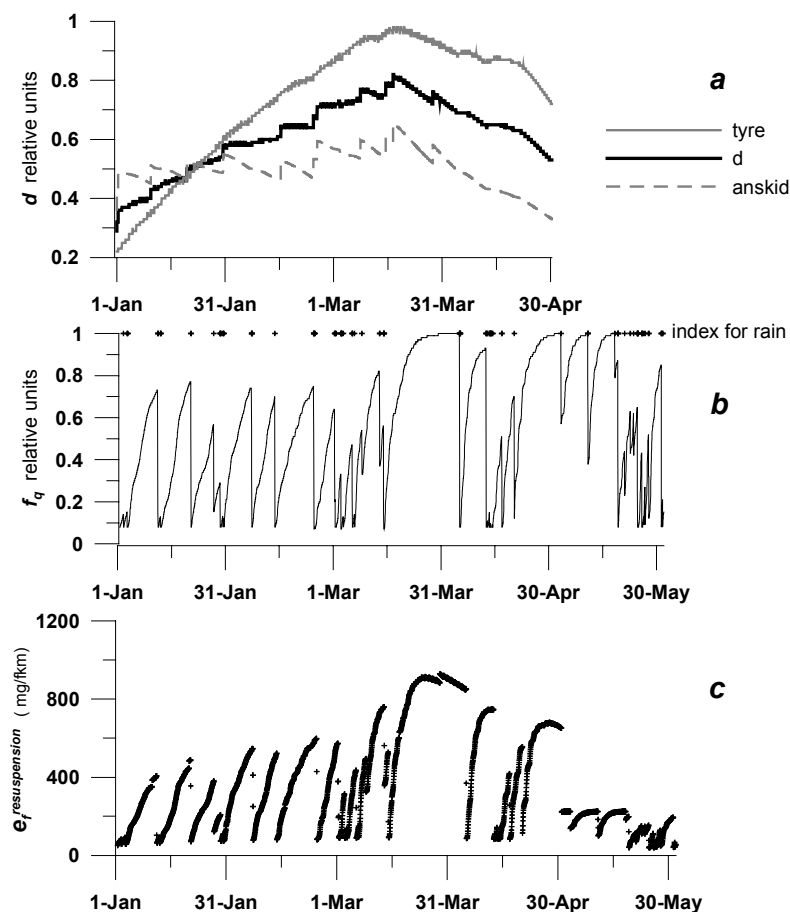 1
0.8
0.6
0.4
0.2
d relative units
a
tyre
d
anskid
1-Jan 31-Jan 1-Mar 31-Mar 30-Apr
1
0.8
0.6
0.4
0.2
0
fq relative units
index for rain
b
1-Jan 31-Jan 1-Mar 31-Mar 30-Apr 30-May
1200
800
400
0
ef resuspension ( mg/fkm)
c
1-Jan 31-Jan 1-Mar 31-Mar 30-Apr 30-May